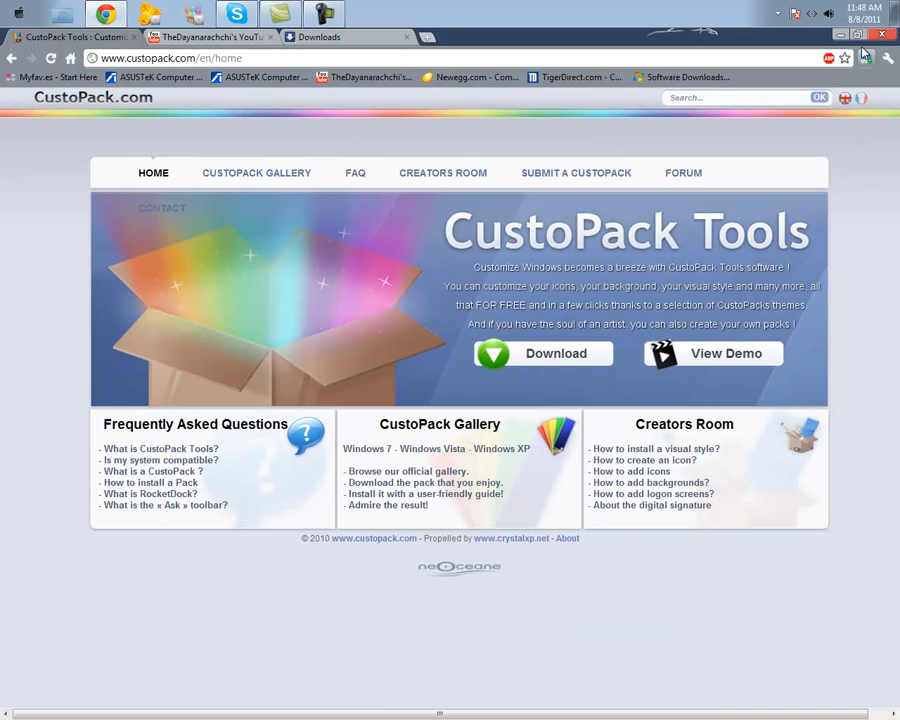 11:48 AM
8/8/2011
CustoPack Tools : Customi
TheDayanarachchi's YouTu
Downloads
www.custopack.com/en/home
ABP
Myfav.es - Start Here
ASUSTeK Computer ...
ASUSTeK Computer ...
TheDayanarachchi's...
Newegg.com - Com...
TigerDirect.com - C...
Software Downloads...
CustoPack.com
Search...
OK
HOME
CUSTOPACK GALLERY
FAQ
CREATORS ROOM
SUBMIT A CUSTOPACK
FORUM
CONTACT
CustoPack Tools
Customize Windows becomes a breeze with CustoPack Tools software !
You can customize your icons, your background, your visual style and many more, all
that FOR FREE and in a few clicks thanks to a selection of CustoPacks themes.
And if you have the soul of an artist, you can also create your own packs !
Download
View Demo
Frequently Asked Questions
- What is CustoPack Tools?
- Is my system compatible?
- What is a CustoPack ?
- How to install a Pack
- What is RocketDock?
- What is the « Ask » toolbar?
CustoPack Gallery
Windows 7 - Windows Vista - Windows XP
- Browse our official gallery.
- Download the pack that you enjoy.
- Install it with a user-friendly guide!
- Admire the result!
Creators Room
- How to install a visual style?
- How to create an icon?
- How to add icons
- How to add backgrounds?
- How to add logon screens?
- About the digital signature
© 2010 www.custopack.com - Propelled by www.crystalxp.net - About
neoceane